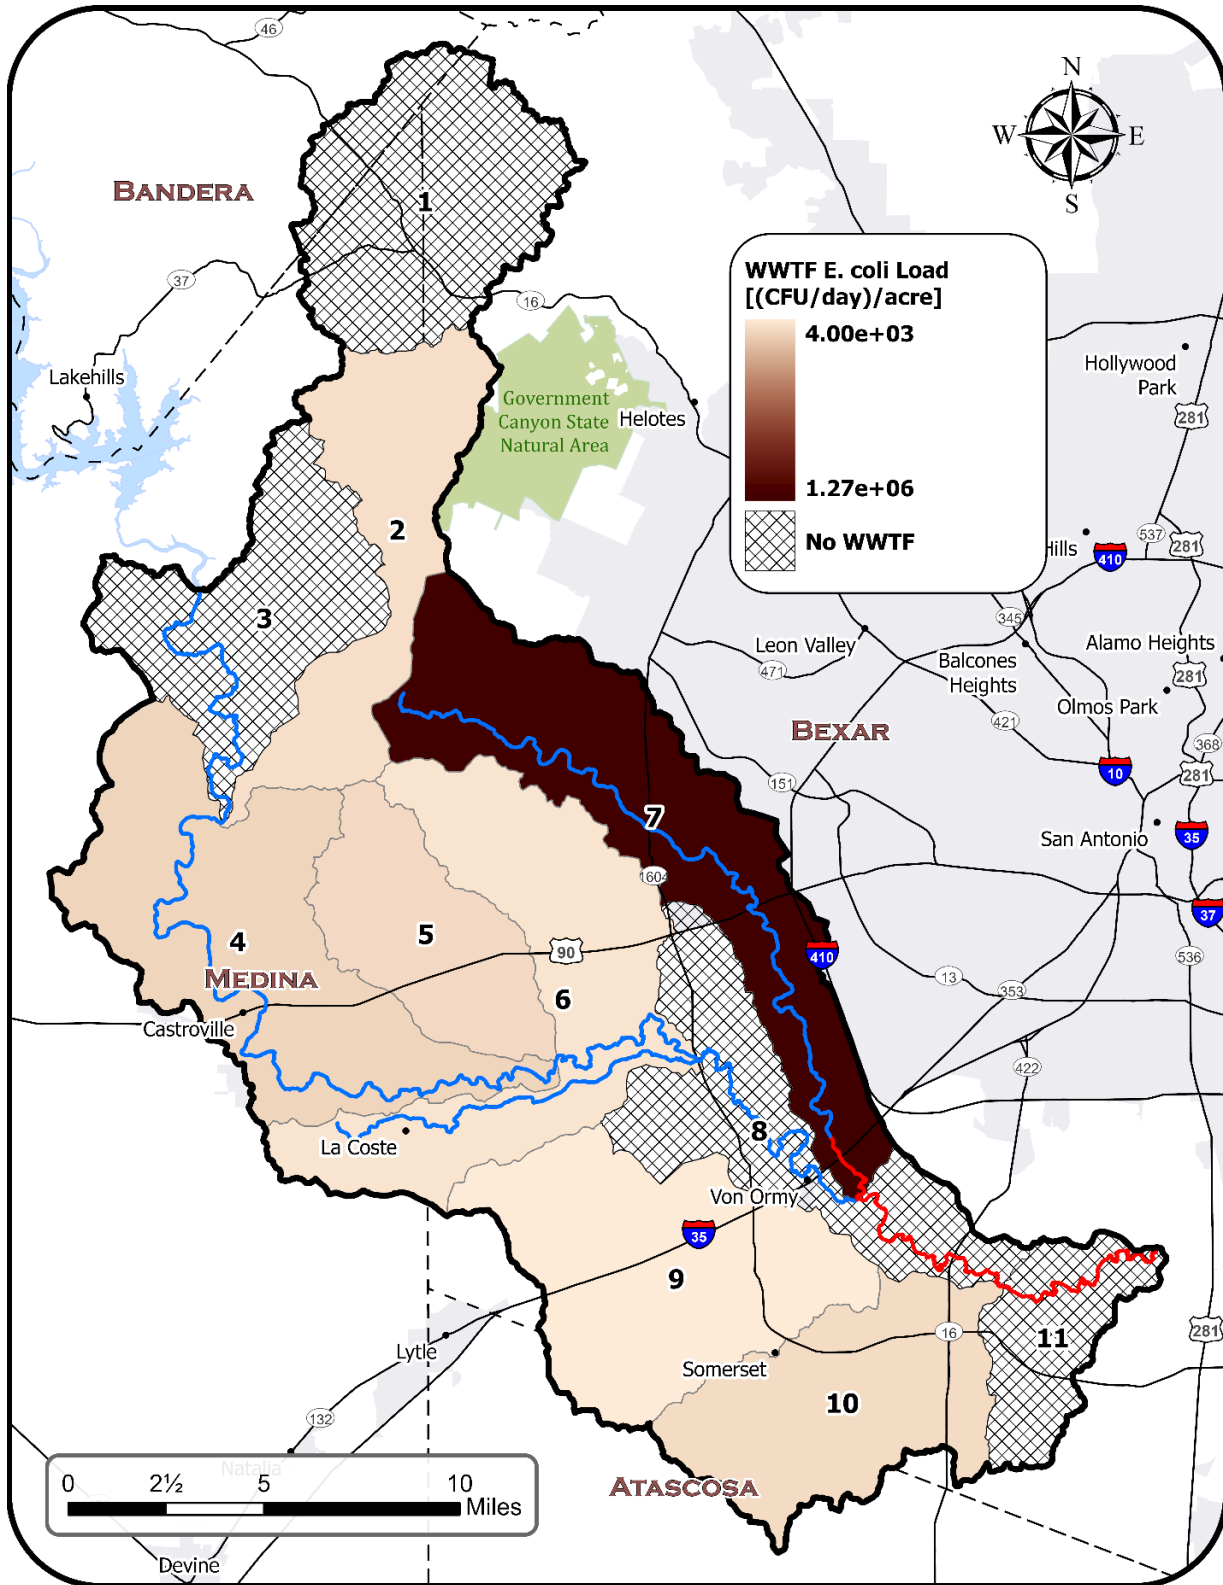 46
N
W
E
S
BANDERA
1
WWTF E. coli Load
[(CFU/day)/acre]
4.00e+03
1.27e+06
No WWTF
37
16
Lakehills
Government
Canyon State
Natural Area
Helotes
Hollywood
Park
281
2
537
281
Hills
410
3
345
Leon Valley
471
Balcones
Heights
Alamo Heights
281
Olmos Park
421
BEXAR
368
281
10
151
7
San Antonio
35
1604
37
5
4
90
410
536
MEDINA
13
353
6
Castroville
422
8
La Coste
Von Ormy
35
9
281
16
11
Lytle
Somerset
10
132
Natalia
ATASCOSA
0
2½
5
10
Miles
Devine